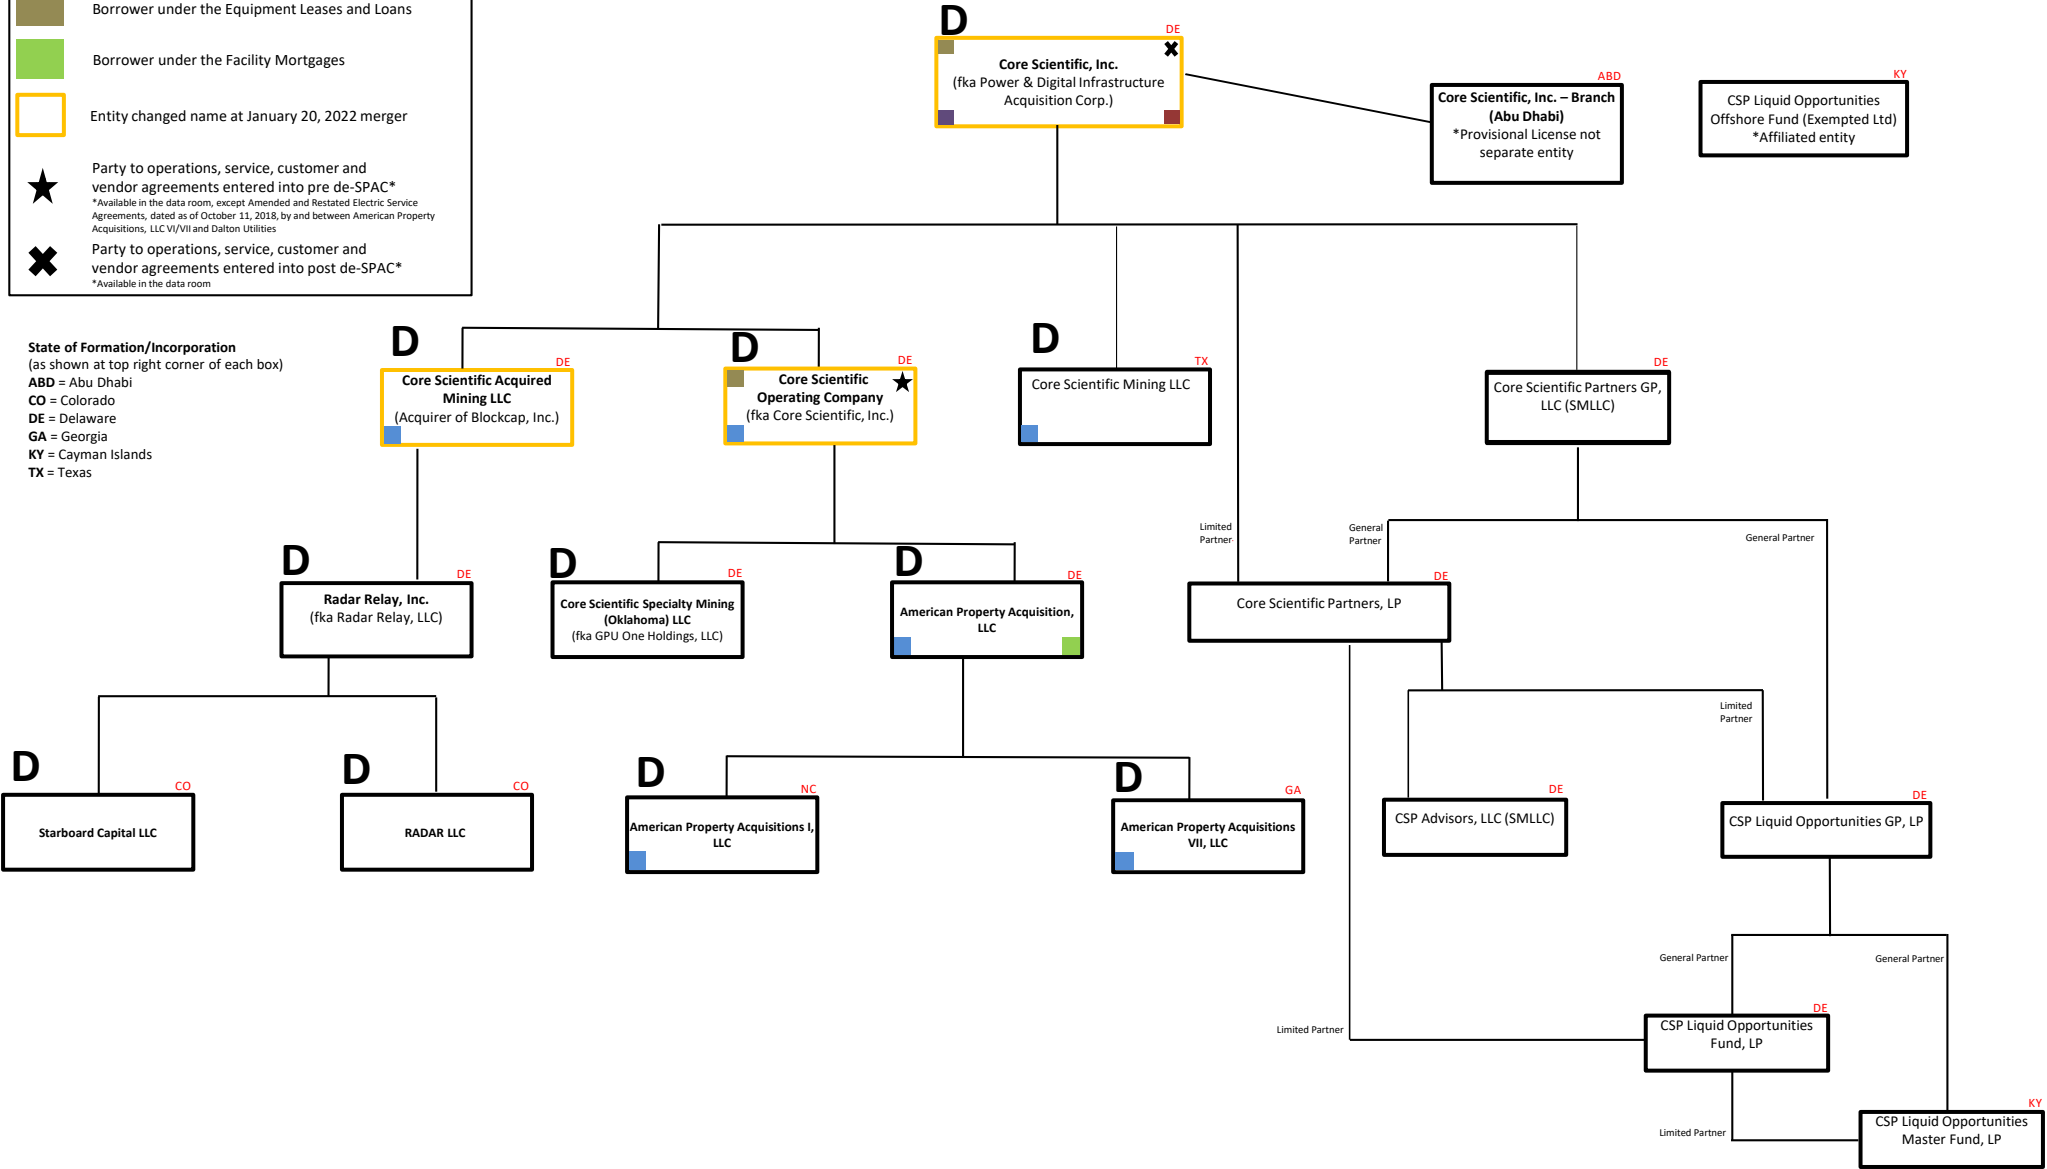 Borrower under the Equipment Leases and Loans
Borrower under the Facility Mortgages
Entity changed name at January 20, 2022 merger
Party to operations, service, customer and
vendor agreements entered into pre de-SPAC*
*Available in the data room, except Amended and Restated Electric Service
Agreements, dated as of October 11, 2018, by and between American Property
Acquisitions, LLC VI/VII and Dalton Utilities
Party to operations, service, customer and
vendor agreements entered into post de-SPAC*
*Available in the data room
State of Formation/Incorporation
(as shown at top right corner of each box)
ABD = Abu Dhabi
CO = Colorado
DE = Delaware
GA = Georgia
KY = Cayman Islands
TX = Texas
D
DE
Core Scientific, Inc.
(fka Power & Digital Infrastructure
Acquisition Corp.)
ABD
Core Scientific, Inc. – Branch
(Abu Dhabi)
*Provisional License not
separate entity
KY
CSP Liquid Opportunities
Offshore Fund (Exempted Ltd)
*Affiliated entity
D
DE
Core Scientific Acquired
Mining LLC
(Acquirer of Blockcap, Inc.)
D
DE
Core Scientific
Operating Company
(fka Core Scientific, Inc.)
D
TX
Core Scientific Mining LLC
DE
Core Scientific Partners GP,
LLC (SMLLC)
Limited
Partner
General
Partner
General Partner
D
DE
Radar Relay, Inc.
(fka Radar Relay, LLC)
D
DE
Core Scientific Specialty Mining
(Oklahoma) LLC
(fka GPU One Holdings, LLC)
D
DE
American Property Acquisition,
LLC
DE
Core Scientific Partners, LP
Limited
Partner
D
CO
Starboard Capital LLC
D
CO
RADAR LLC
D
NC
American Property Acquisitions I,
LLC
D
GA
American Property Acquisitions
VII, LLC
DE
CSP Advisors, LLC (SMLLC)
DE
CSP Liquid Opportunities GP, LP
General Partner
General Partner
Limited Partner
DE
CSP Liquid Opportunities
Fund, LP
Limited Partner
KY
CSP Liquid Opportunities
Master Fund, LP